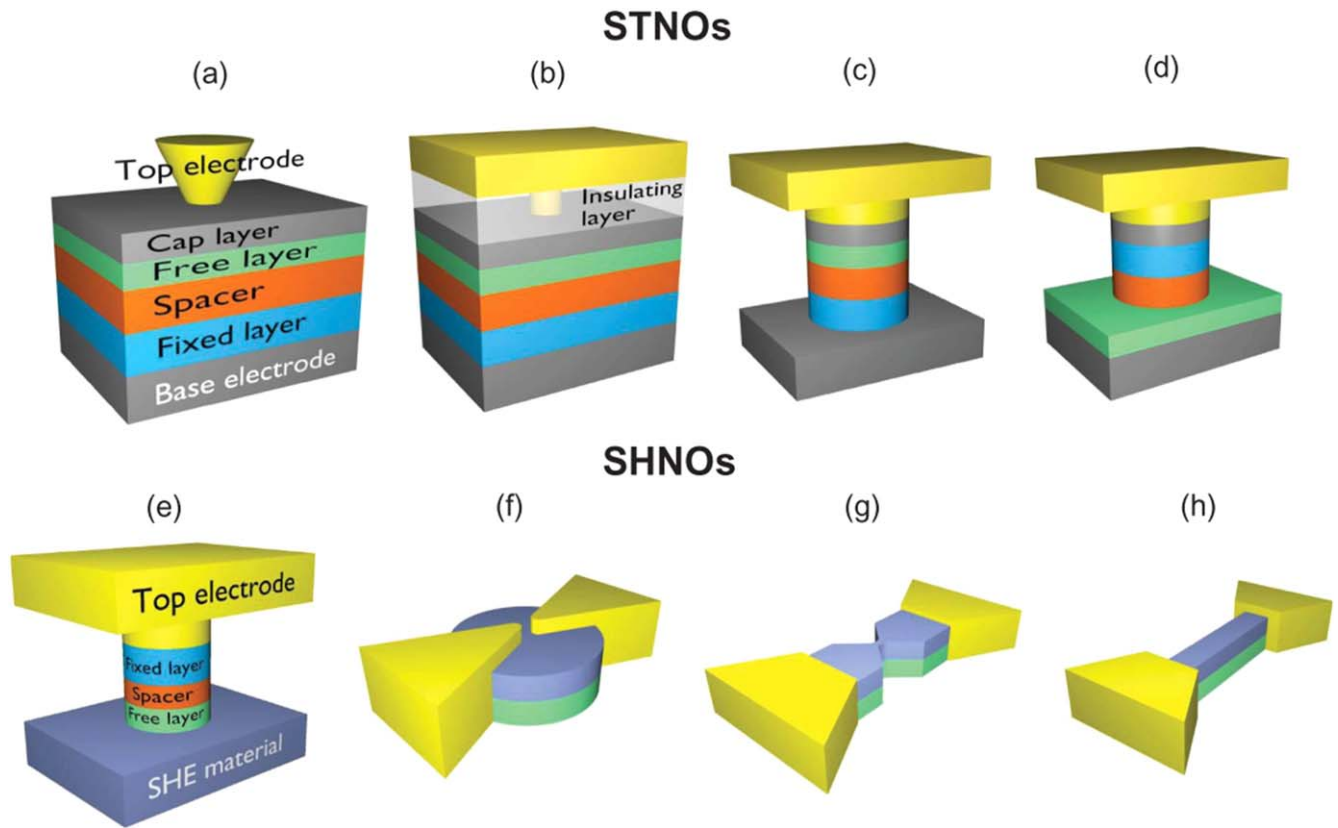 STNOs
(a)
(b)
(c)
(d)
Top electrode
Cap layer
Free layer
Spacer
Fixed layer
Base electrode
Insulating
layer
SHNOs
(e)
(f)
(g)
(h)
Top electrode
Fixed layer
Spacer
Free layer
SHE material